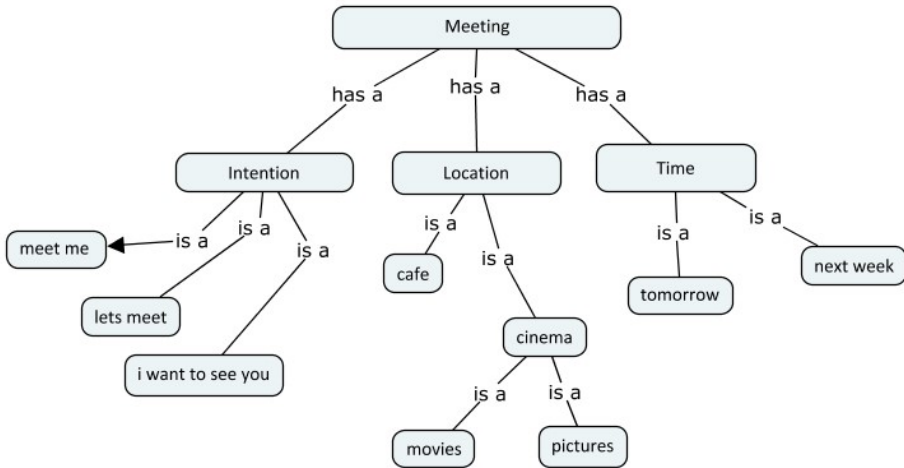 Meeting
has a
has a
has a
Intention
Location
Time
is a
is a
is a
is a
is a
is a
is a
meet me
lets meet
i want to see you
cafe
cinema
tomorrow
next week
is a
is a
movies
pictures